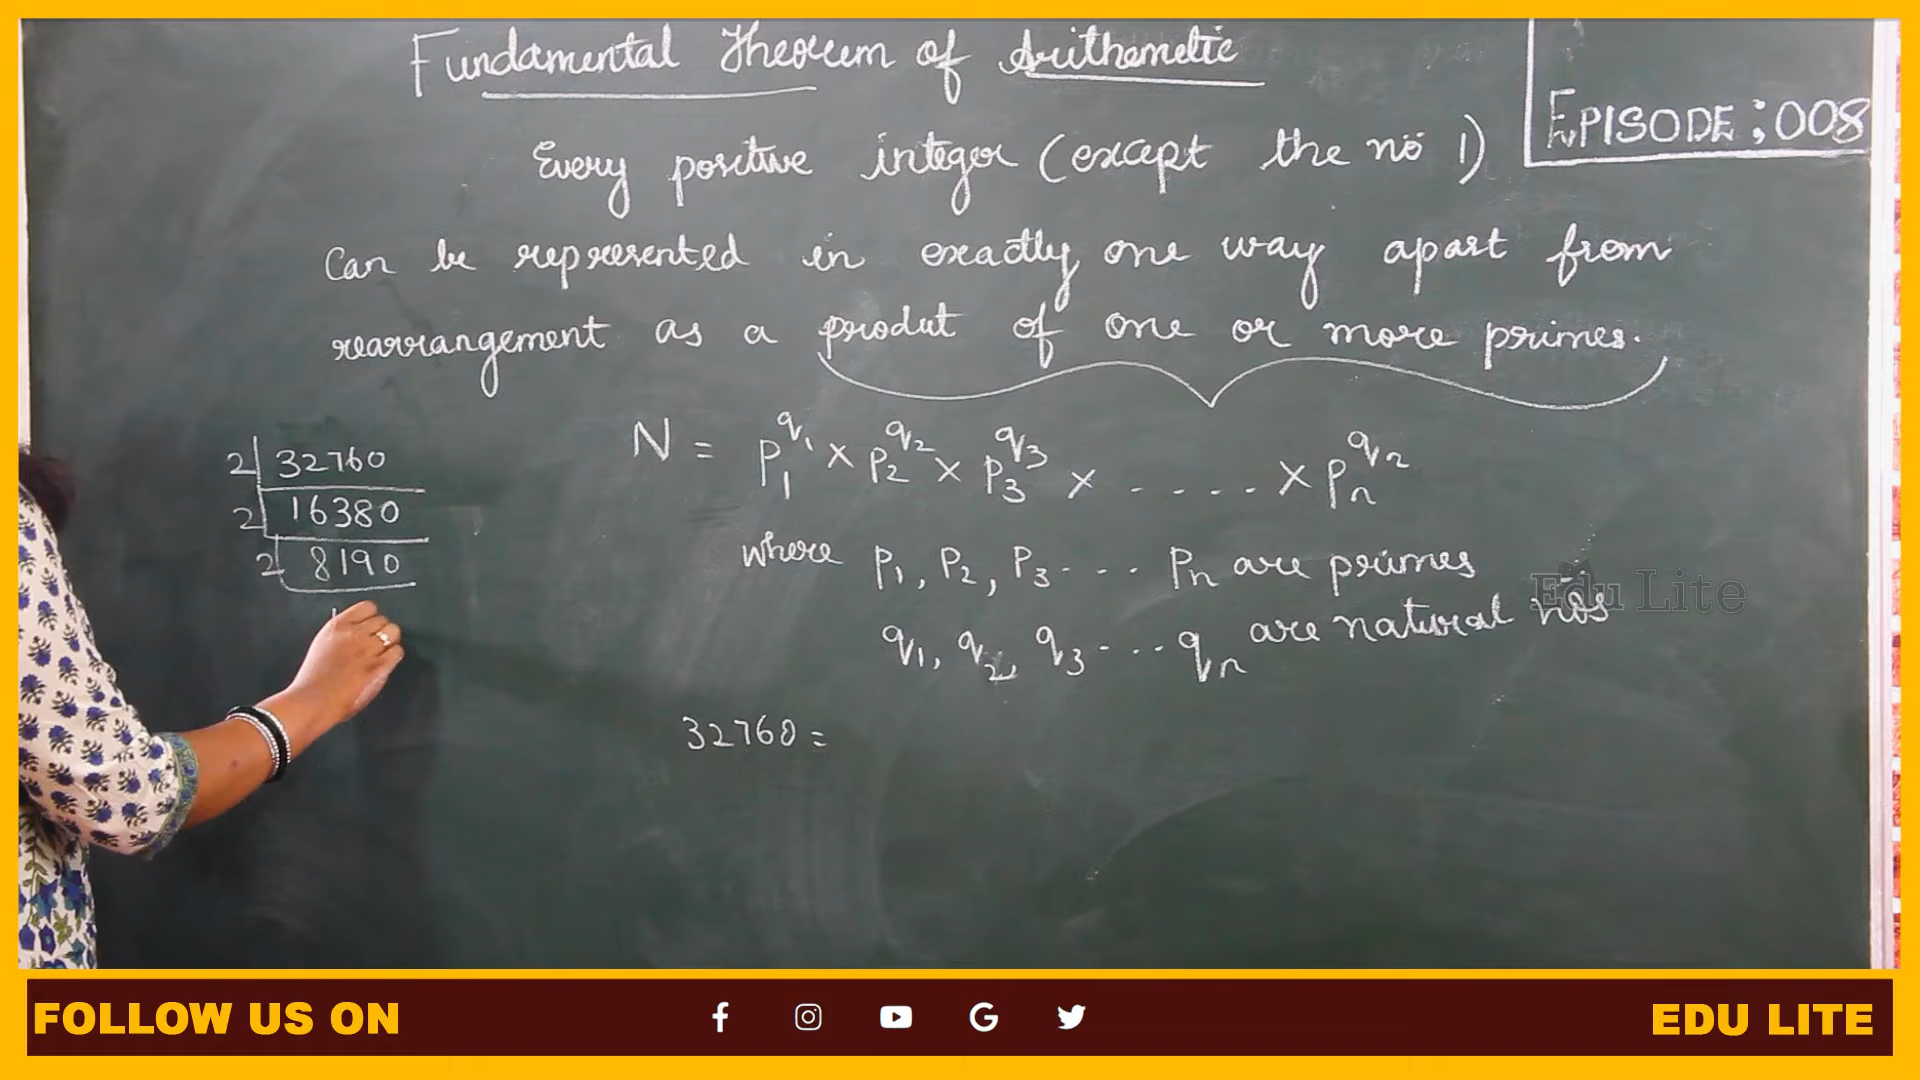 Fundamental Theorem of Arithemetic
EPISODE : 008
Every positive integer (except the no 1)
can be represented in exactly one way apart from
rearrangement as a produt of one or more primes.
N = p₁^q₁ × p₂^q₂ × p₃^q₃ × ..... × pₙ^q₂
where p₁, p₂, p₃ ... pₙ are primes
q₁, q₂, q₃ ... qₙ are natural nos
2 | 32760
2 | 16380
2 | 8190
32760 =
Edu Lite
FOLLOW US ON
EDU LITE